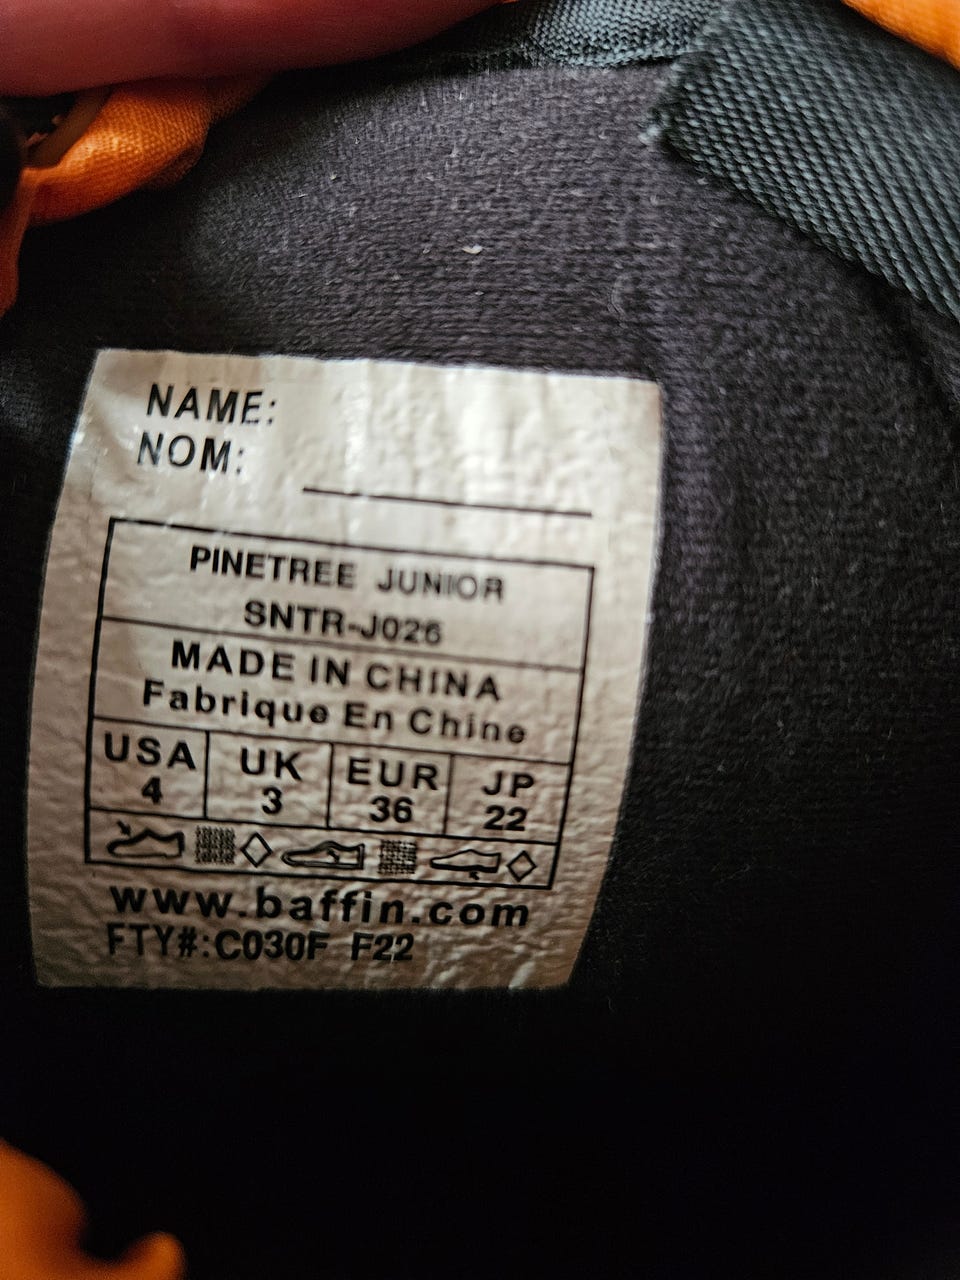 NAME:
NOM:
PINETREE JUNIOR
SNTR-J026
MADE IN CHINA
Fabrique En Chine
USA UK EUR JP
4 3 36 22
www.baffin.com
FTY#:C030F F22